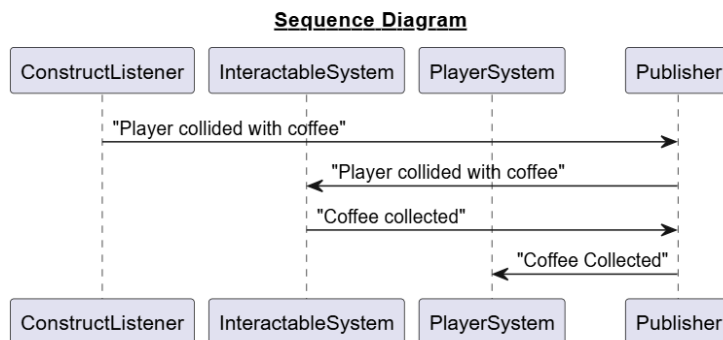 Sequence Diagram
ConstructListener InteractableSystem PlayerSystem Publisher
"Player collided with coffee"
"Player collided with coffee"
"Coffee collected"
"Coffee Collected"
ConstructListener InteractableSystem PlayerSystem Publisher